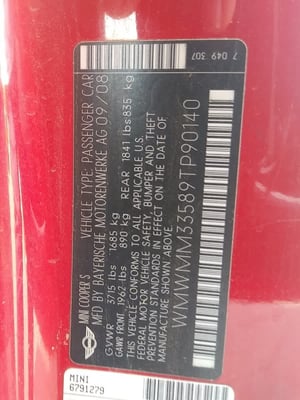 7 049 307
MINI COOPER S
VEHICLE TYPE: PASSENGER CAR
MFD BY BAYERISCHE MOTORENWERKE AG 09/08
GVWR 3715 lbs 1685 kg
GAWR FRONT 1962 lbs 890 kg REAR 1841 lbs 835 kg
THIS VEHICLE CONFORMS TO ALL APPLICABLE U.S.
FEDERAL MOTOR VEHICLE SAFETY, BUMPER AND THEFT
PREVENTION STANDARDS IN EFFECT ON THE DATE OF
MANUFACTURE SHOWN ABOVE
WMWMM33589TP90140
MINI
6791279